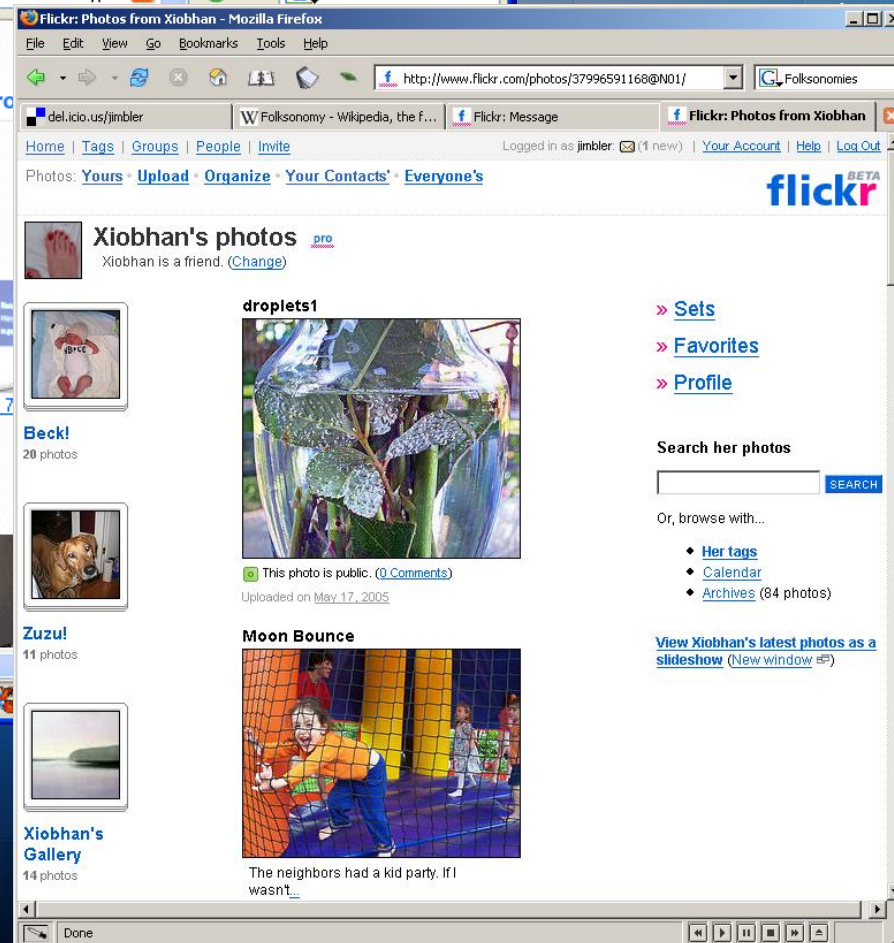 Flickr: Photos from Xiobhan - Mozilla Firefox
File Edit View Go Bookmarks Tools Help
http://www.flickr.com/photos/37996591168@N01/ G Folksonomies
del.icio.us/jimbler W Folksonomy - Wikipedia, the f... Flickr: Message Flickr: Photos from Xiobhan
Home | Tags | Groups | People | Invite Logged in as jimbler: (1 new) | Your Account | Help | Log Out
Photos: Yours • Upload • Organize • Your Contacts' • Everyone's
flickr BETA
Xiobhan's photos pro
Xiobhan is a friend. (Change)
Beck!
20 photos
Zuzu!
11 photos
Xiobhan's
Gallery
14 photos
droplets1
This photo is public. (0 Comments)
Uploaded on May 17, 2005
Moon Bounce
The neighbors had a kid party. If I
wasn't...
» Sets
» Favorites
» Profile
Search her photos
SEARCH
Or, browse with...
Her tags
Calendar
Archives (84 photos)
View Xiobhan's latest photos as a
slideshow (New window)
Done